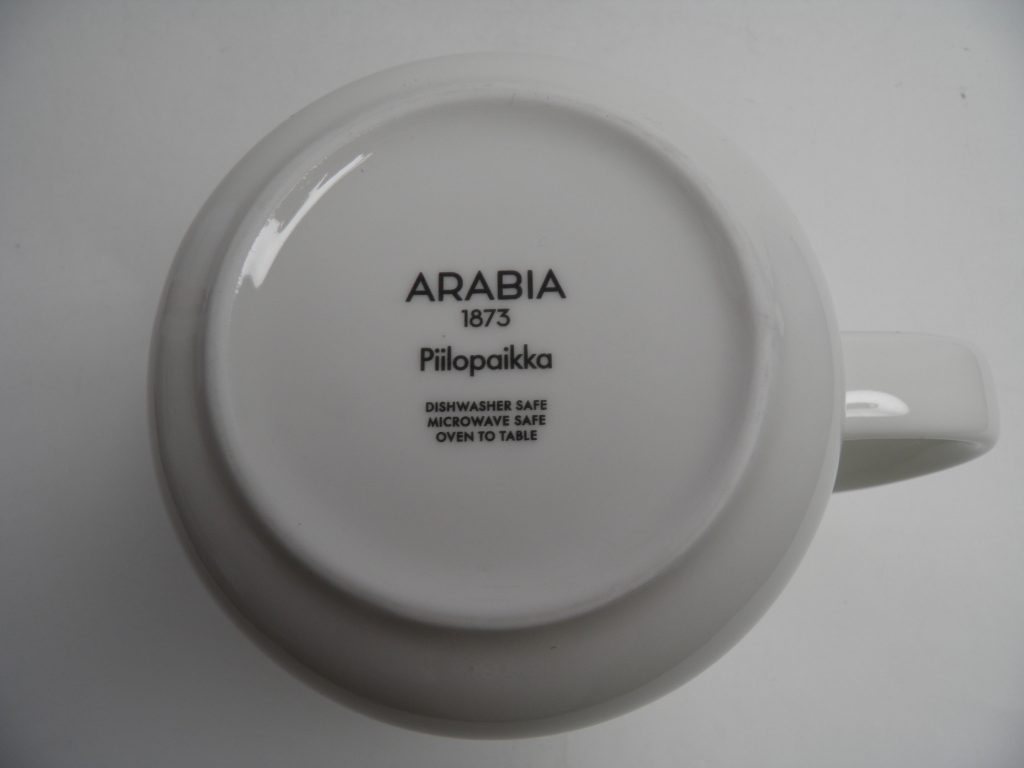 ARABIA
1873
Piilopaikka
DISHWASHER SAFE
MICROWAVE SAFE
OVEN TO TABLE